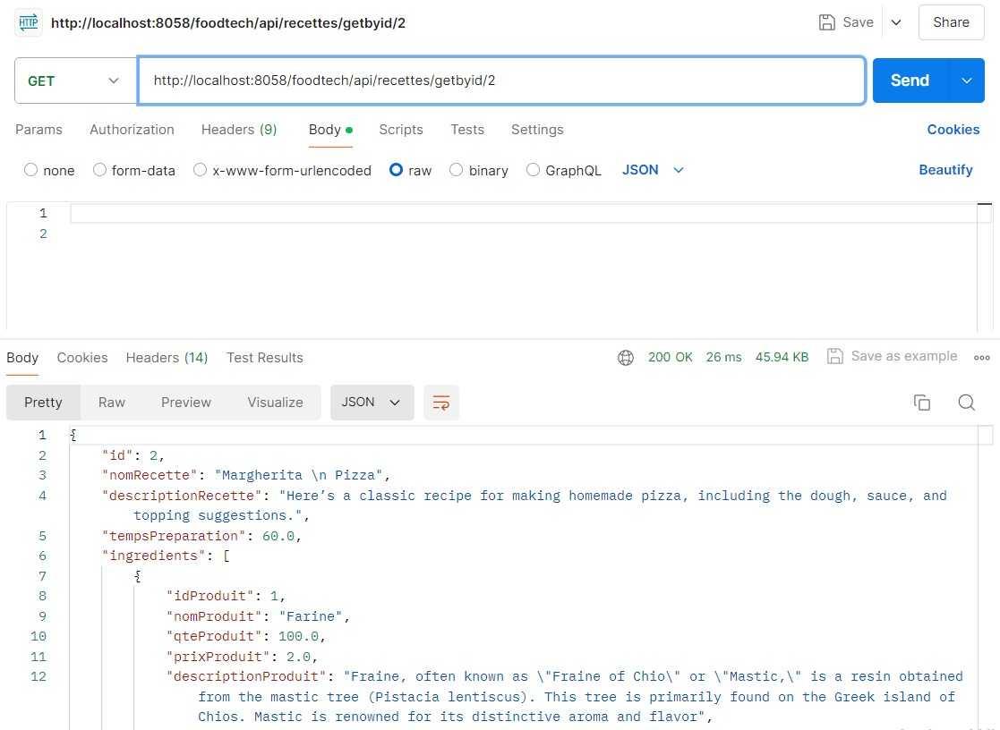 HTTP http://localhost:8058/foodtech/api/recettes/getbyid/2 Save Share
GET http://localhost:8058/foodtech/api/recettes/getbyid/2 Send
Params Authorization Headers (9) Body Scripts Tests Settings Cookies
none form-data x-www-form-urlencoded raw binary GraphQL JSON Beautify
1
2
Body Cookies Headers (14) Test Results 200 OK 26 ms 45.94 KB Save as example
Pretty Raw Preview Visualize JSON
1 {
2 "id": 2,
3 "nomRecette": "Margherita \n Pizza",
4 "descriptionRecette": "Here’s a classic recipe for making homemade pizza, including the dough, sauce, and
topping suggestions.",
5 "tempsPreparation": 60.0,
6 "ingredients": [
7 {
8 "idProduit": 1,
9 "nomProduit": "Farine",
10 "qteProduit": 100.0,
11 "prixProduit": 2.0,
12 "descriptionProduit": "Fraine, often known as \"Fraine of Chio\" or \"Mastic,\" is a resin obtained
from the mastic tree (Pistacia lentiscus). This tree is primarily found on the Greek island of
Chios. Mastic is renowned for its distinctive aroma and flavor",